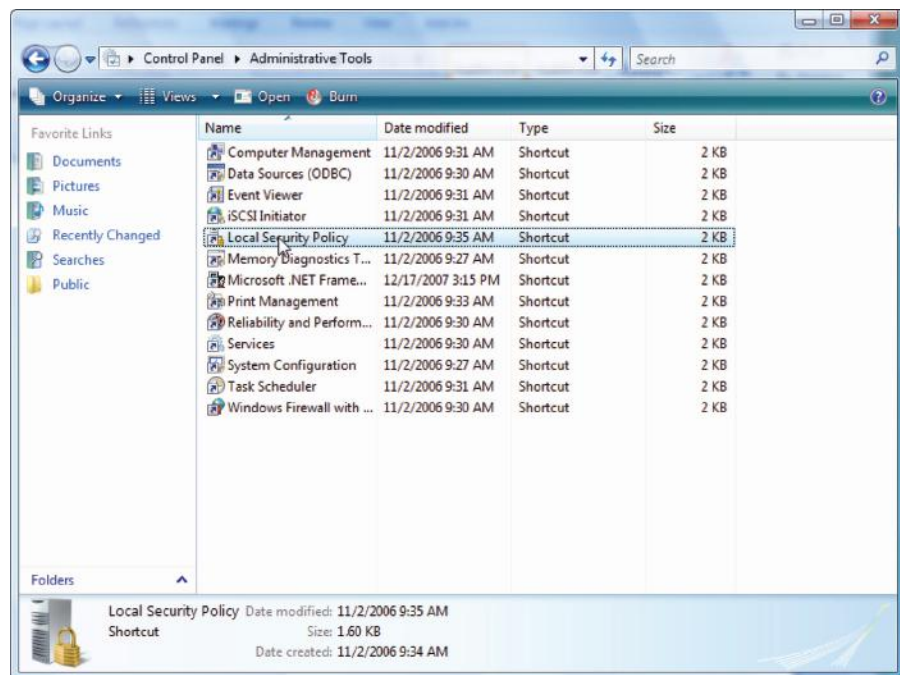 Control Panel Administrative Tools Search
Organize Views Open Burn
Favorite Links
Documents
Pictures
Music
Recently Changed
Searches
Public
Folders
Name Date modified Type Size
Computer Management 11/2/2006 9:31 AM Shortcut 2 KB
Data Sources (ODBC) 11/2/2006 9:30 AM Shortcut 2 KB
Event Viewer 11/2/2006 9:31 AM Shortcut 2 KB
iSCSI Initiator 11/2/2006 9:31 AM Shortcut 2 KB
Local Security Policy 11/2/2006 9:35 AM Shortcut 2 KB
Memory Diagnostics T... 11/2/2006 9:27 AM Shortcut 2 KB
Microsoft .NET Frame... 12/17/2007 3:15 PM Shortcut 2 KB
Print Management 11/2/2006 9:33 AM Shortcut 2 KB
Reliability and Perform... 11/2/2006 9:30 AM Shortcut 2 KB
Services 11/2/2006 9:30 AM Shortcut 2 KB
System Configuration 11/2/2006 9:27 AM Shortcut 2 KB
Task Scheduler 11/2/2006 9:31 AM Shortcut 2 KB
Windows Firewall with ... 11/2/2006 9:30 AM Shortcut 2 KB
Local Security Policy Date modified: 11/2/2006 9:35 AM
Shortcut Size: 1.60 KB
Date created: 11/2/2006 9:34 AM